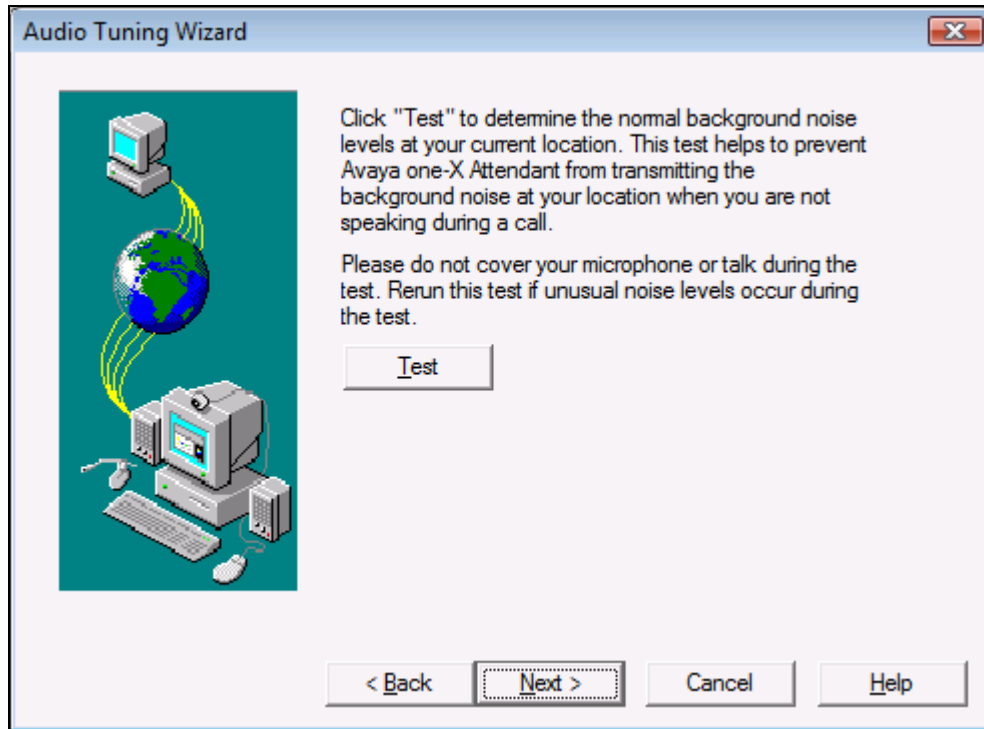 Audio Tuning Wizard
Click "Test" to determine the normal background noise
levels at your current location. This test helps to prevent
Avaya one-X Attendant from transmitting the
background noise at your location when you are not
speaking during a call.
Please do not cover your microphone or talk during the
test. Rerun this test if unusual noise levels occur during
the test.
Test
< Back
Next >
Cancel
Help